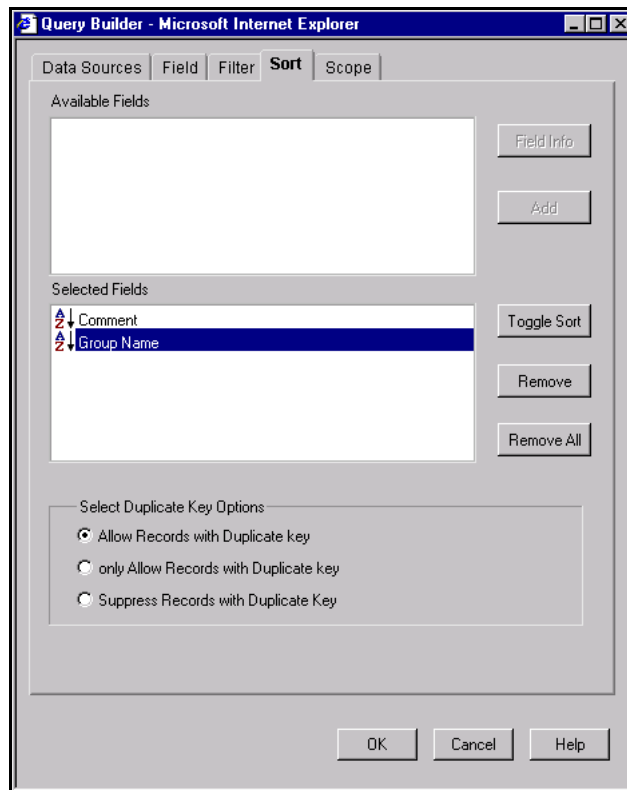 Query Builder - Microsoft Internet Explorer
Data Sources Field Filter Sort Scope
Available Fields
Field Info
Add
Selected Fields
A Z Comment
A Z Group Name
Toggle Sort
Remove
Remove All
Select Duplicate Key Options
Allow Records with Duplicate key
only Allow Records with Duplicate key
Suppress Records with Duplicate Key
OK Cancel Help